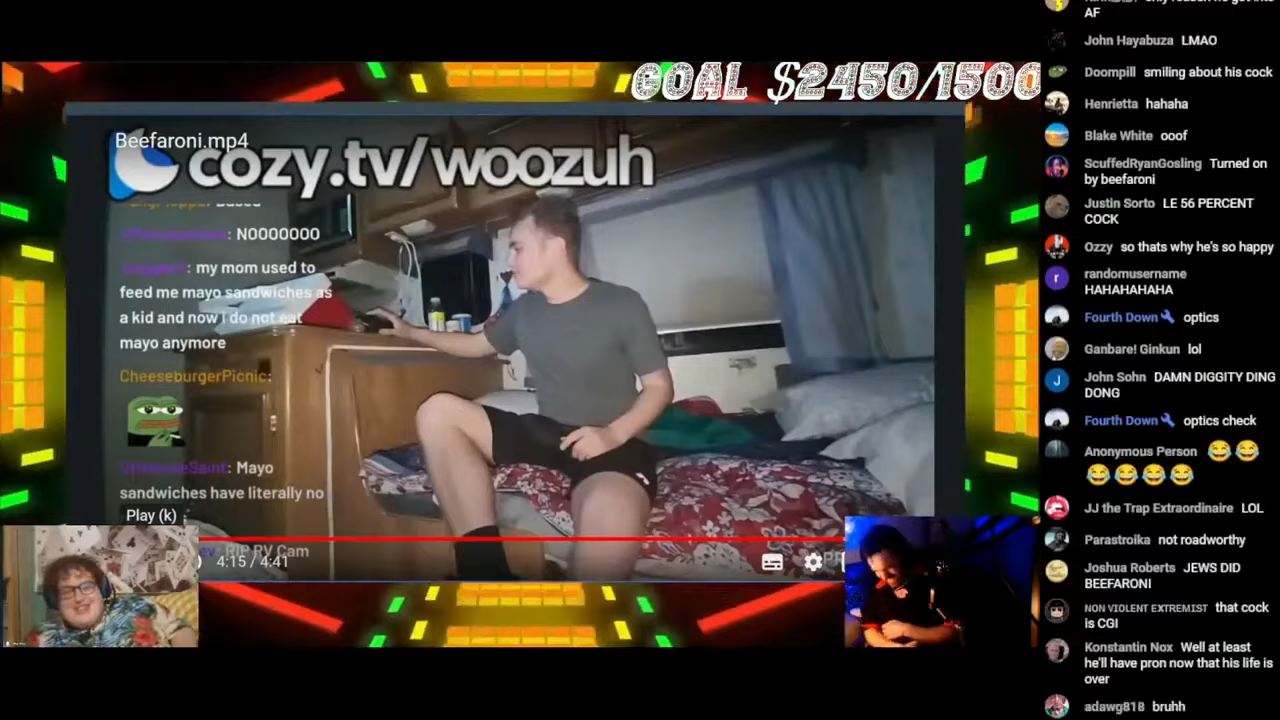 GOAL $2450/1500
Beefaroni.mp4
cozy.tv/woozuh
: Based
: NOOOOOOO
: my mom used to
feed me mayo sandwiches as
a kid and now I do not eat
mayo anymore
CheeseburgerPicnic:
: Mayo
sandwiches have literally no
Play (k)
: RIP RV Cam
4:15 / 4:41
AF
John Hayabuza LMAO
Doompill smiling about his cock
Henrietta hahaha
Blake White ooof
ScuffedRyanGosling Turned on
by beefaroni
Justin Sorto LE 56 PERCENT
COCK
Ozzy so thats why he's so happy
randomusername
HAHAHAHAHA
Fourth Down optics
Ganbare! Ginkun lol
John Sohn DAMN DIGGITY DING
DONG
Fourth Down optics check
Anonymous Person 😂😂
😂😂😂😂
JJ the Trap Extraordinaire LOL
Parastroika not roadworthy
Joshua Roberts JEWS DID
BEEFARONI
NON VIOLENT EXTREMIST that cock
is CGI
Konstantin Nox Well at least
he'll have pron now that his life is
over
adawg818 bruhh